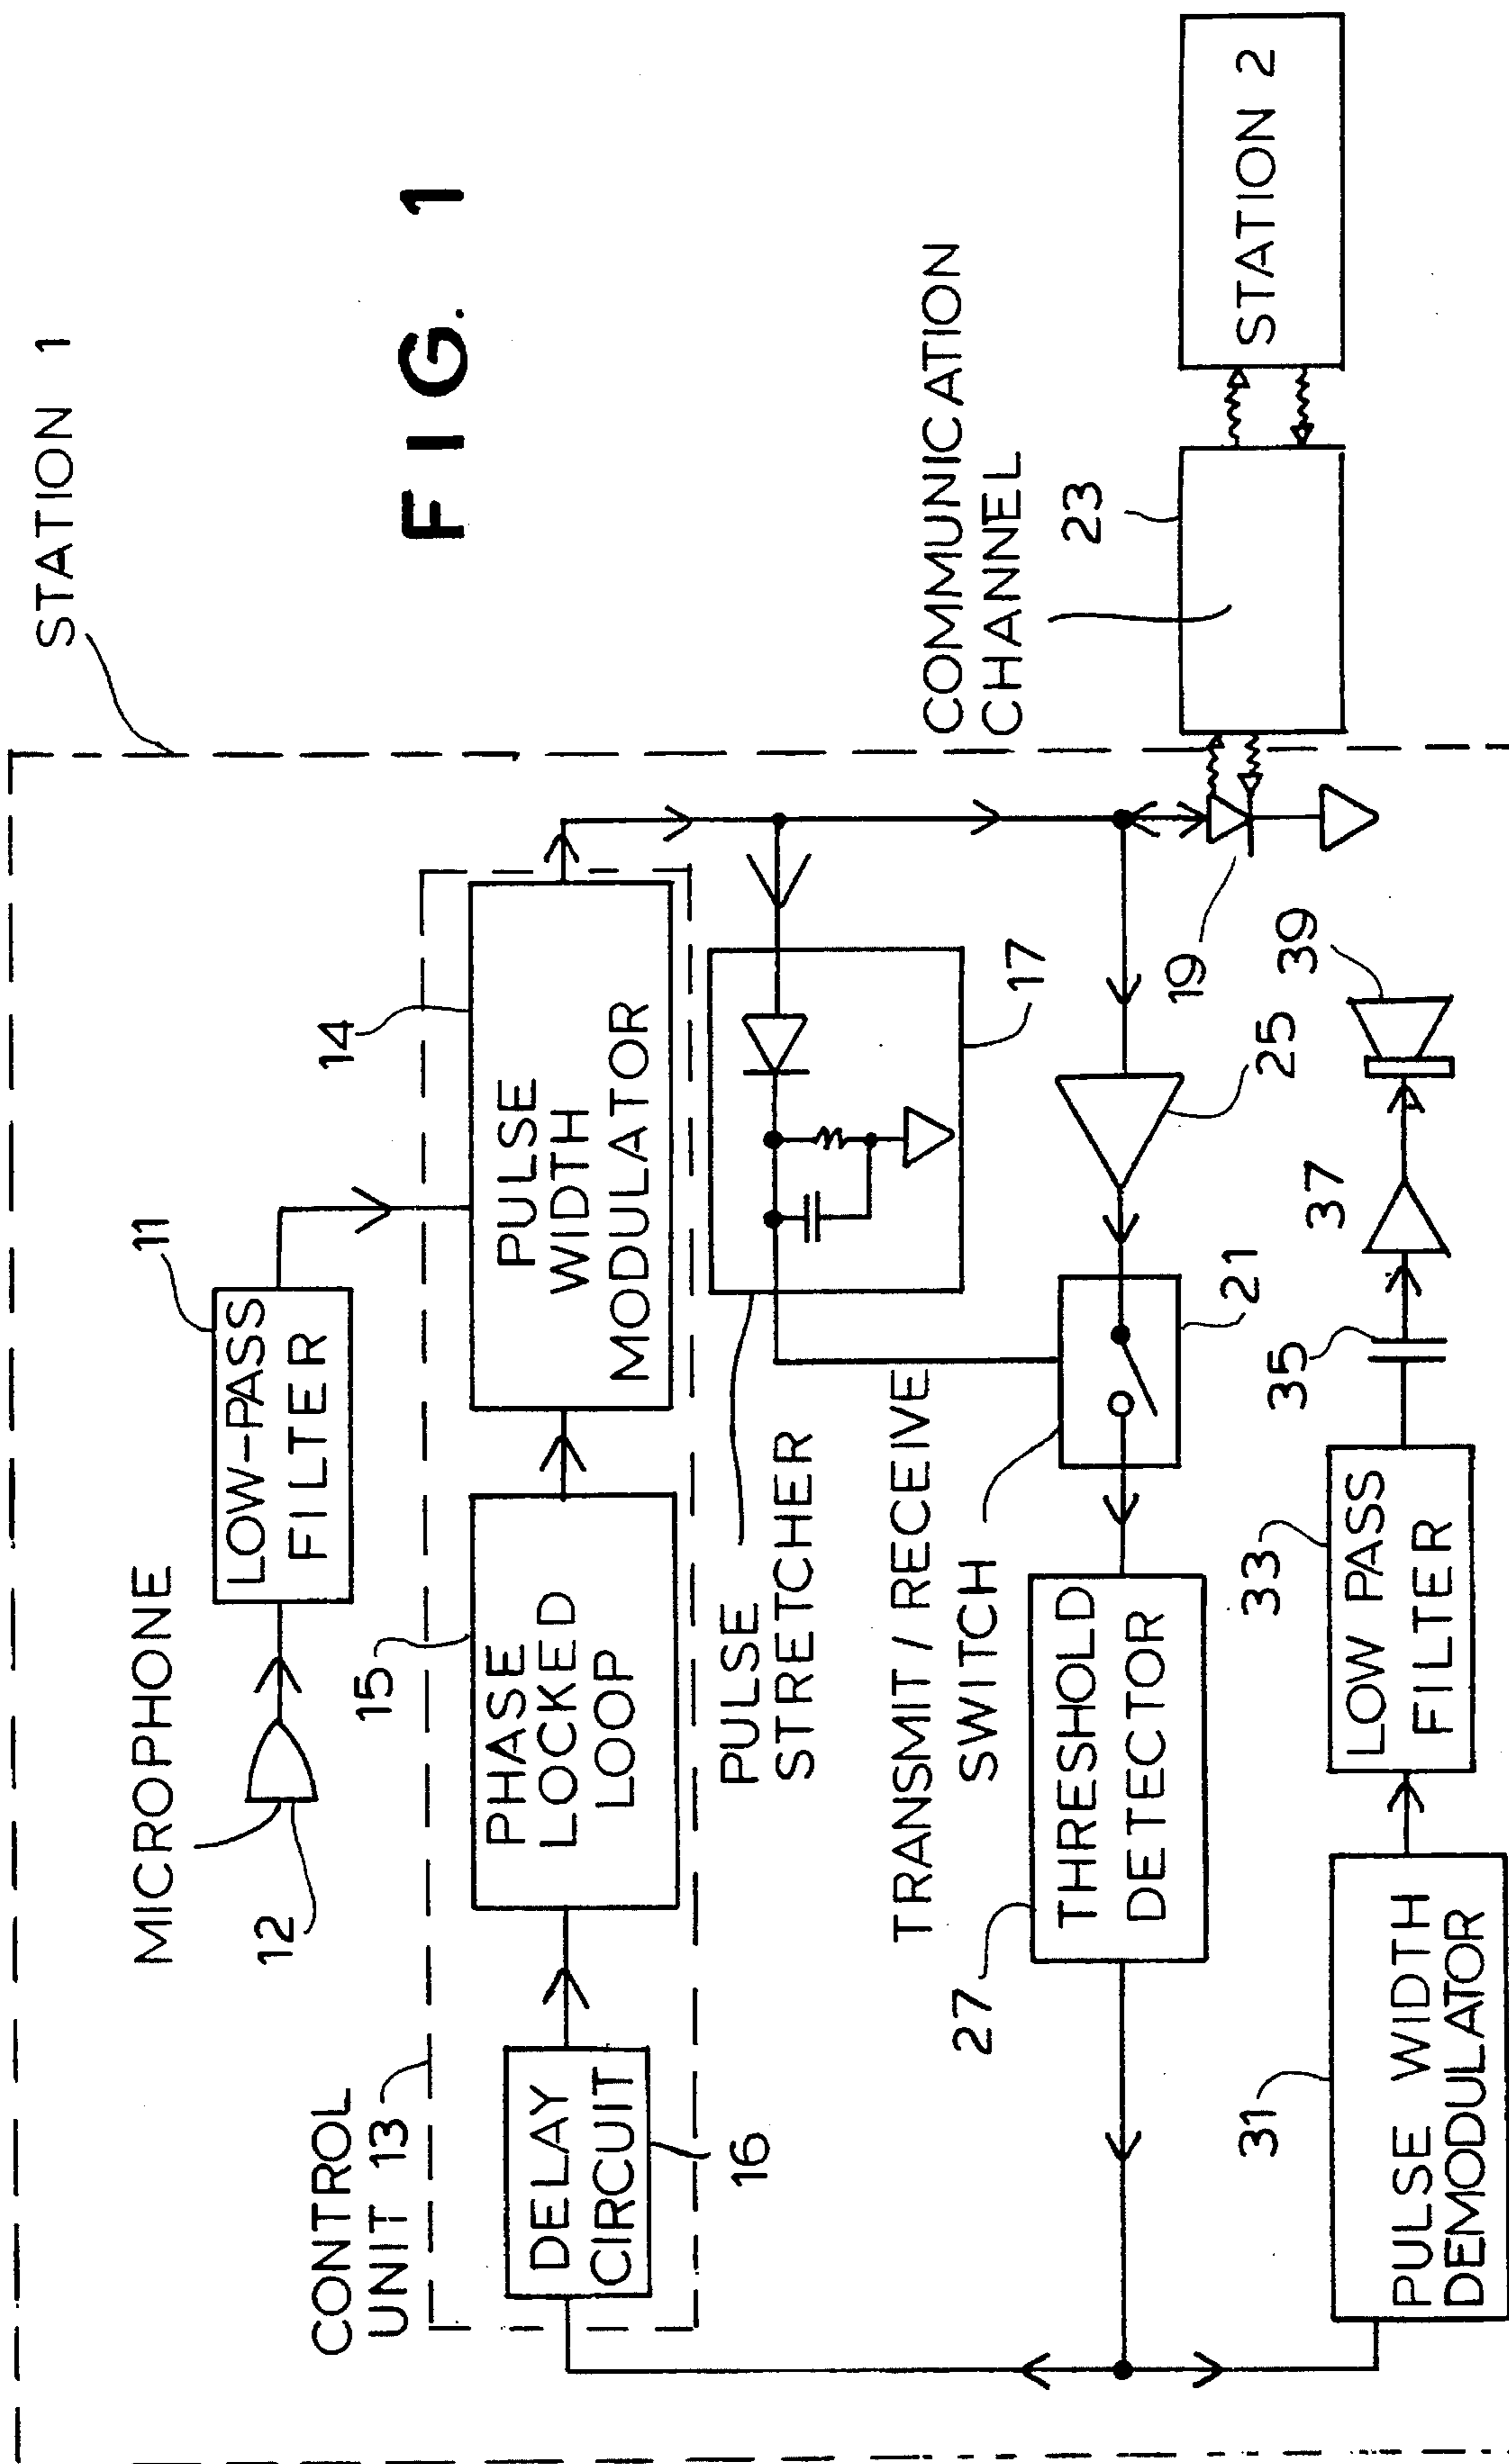 STATION 1
FIG. 1
MICROPHONE
12
11
LOW-PASS
FILTER
CONTROL
UNIT 13
DELAY
CIRCUIT
16
15
PHASE
LOCKED
LOOP
14
PULSE
WIDTH
MODULATOR
PULSE
STRETCHER
17
TRANSMIT / RECEIVE
SWITCH
21
25
19
27
THRESHOLD
DETECTOR
COMMUNICATION
CHANNEL
23
STATION 2
31
PULSE WIDTH
DEMODULATOR
33
LOW PASS
FILTER
35
37
39